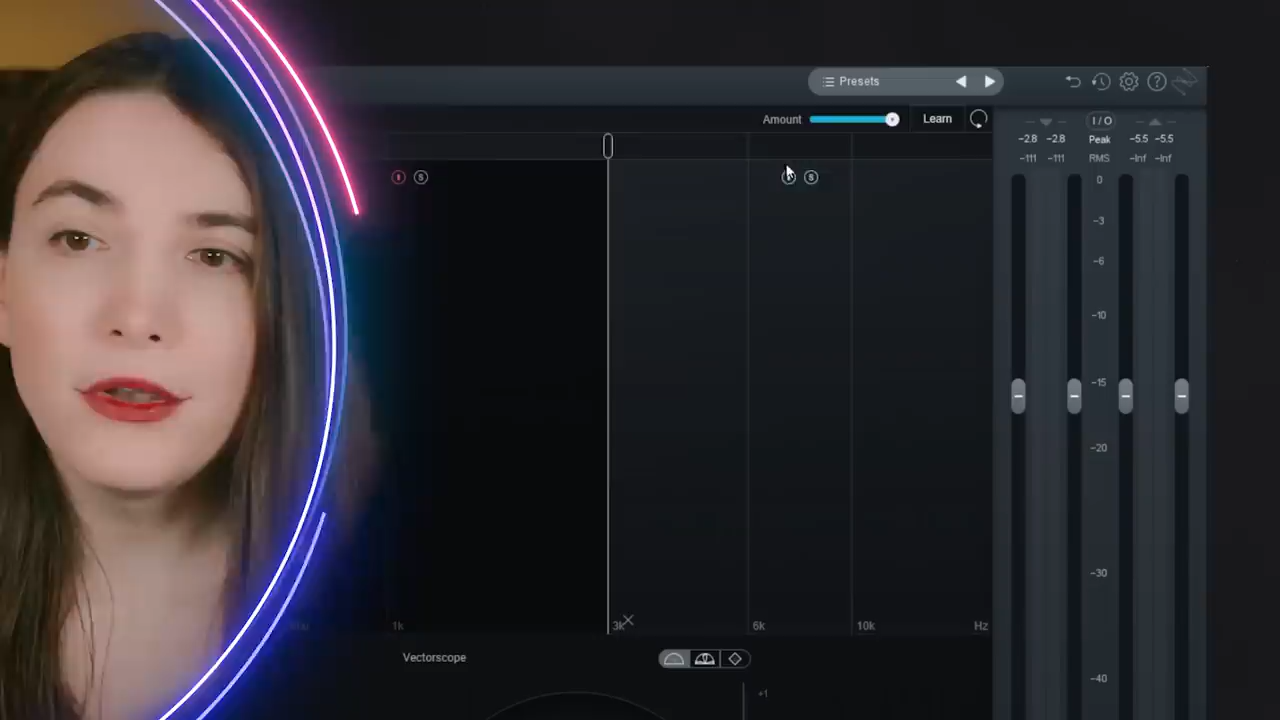 Presets
Amount
Learn
I / O
-2.8 -2.8 Peak -5.5 -5.5
-111 -111 RMS -Inf -Inf
S
S
0
-3
-6
-10
-15
-20
-30
-40
1k 3k 6k 10k Hz
Vectorscope
+1